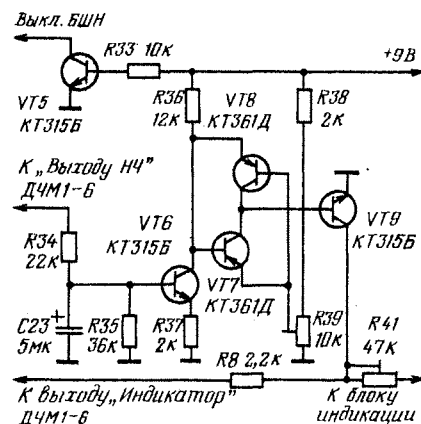 Выкл. БШН
R33 10к
+9В
VT5
КТ315Б
R36
12к
VT8
КТ361Д
R38
2к
К „Выходу НЧ"
ДЧМ1-6
R34
22к
VT6
КТ315Б
VT9
КТ315Б
VT7
КТ361Д
C23 +
5мк
R35
36к
R37
2к
R39
10к
R41
47к
R8 2,2к
К выходу „Индикатор"
ДЧМ1-6
К блоку
индикации